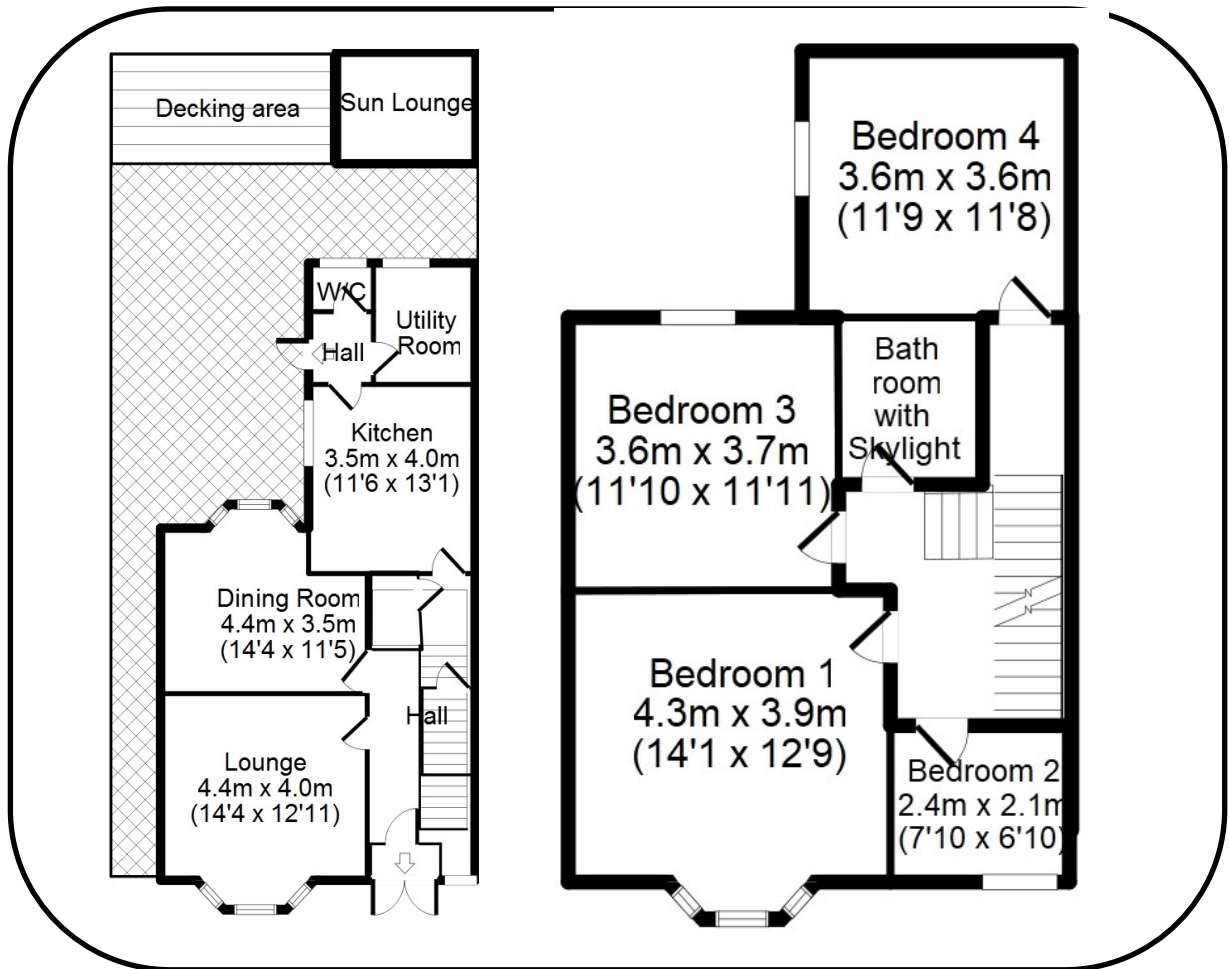 Decking area
Sun Lounge
W/C
Utility
Room
Hall
Kitchen
3.5m x 4.0m
(11'6 x 13'1)
Dining Room
4.4m x 3.5m
(14'4 x 11'5)
Hall
Lounge
4.4m x 4.0m
(14'4 x 12'11)
Bedroom 4
3.6m x 3.6m
(11'9 x 11'8)
Bath
room
with
Skylight
Bedroom 3
3.6m x 3.7m
(11'10 x 11'11)
Bedroom 1
4.3m x 3.9m
(14'1 x 12'9)
Bedroom 2
2.4m x 2.1m
(7'10 x 6'10)